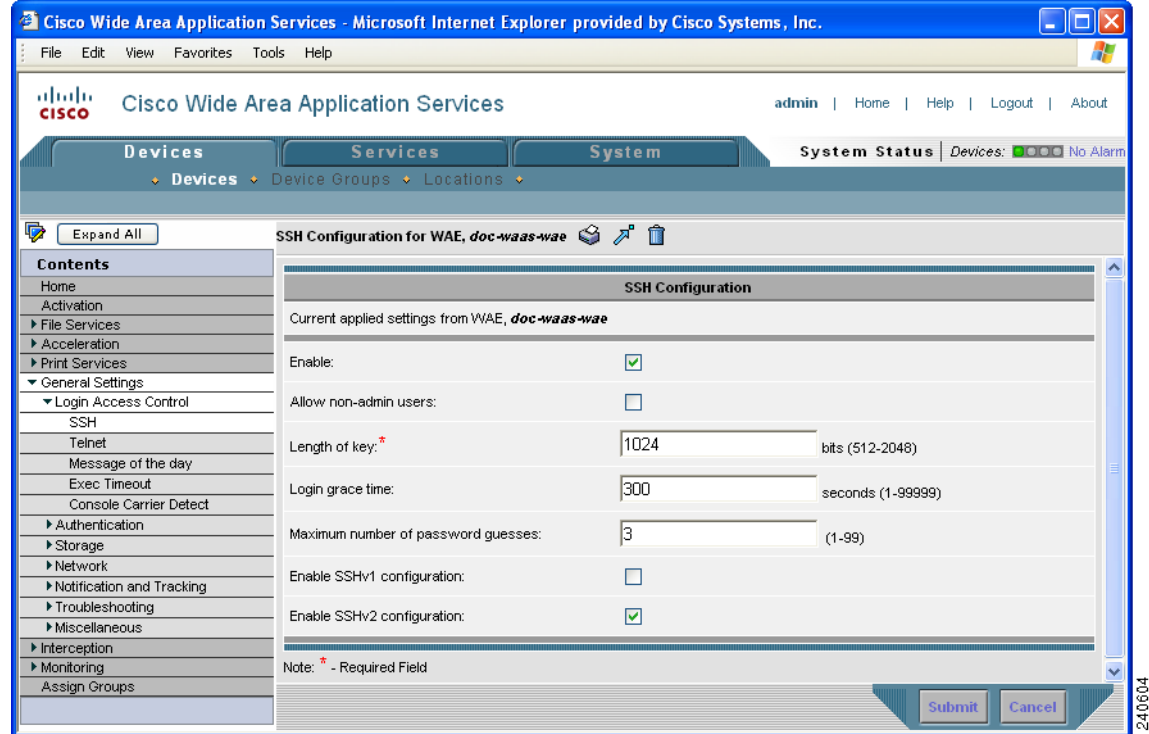 Cisco Wide Area Application Services - Microsoft Internet Explorer provided by Cisco Systems, Inc.
File Edit View Favorites Tools Help
CISCO
Cisco Wide Area Application Services
admin | Home | Help | Logout | About
Devices Services System
System Status | Devices: No Alarm
Devices Device Groups Locations
Expand All
SSH Configuration for WAE, doc-waas-wae
Contents
Home
Activation
File Services
Acceleration
Print Services
General Settings
Login Access Control
SSH
Telnet
Message of the day
Exec Timeout
Console Carrier Detect
Authentication
Storage
Network
Notification and Tracking
Troubleshooting
Miscellaneous
Interception
Monitoring
Assign Groups
SSH Configuration
Current applied settings from WAE, doc-waas-wae
Enable:
Allow non-admin users:
Length of key:* 1024 bits (512-2048)
Login grace time: 300 seconds (1-99999)
Maximum number of password guesses: 3 (1-99)
Enable SSHv1 configuration:
Enable SSHv2 configuration:
Note: * - Required Field
Submit Cancel
240604